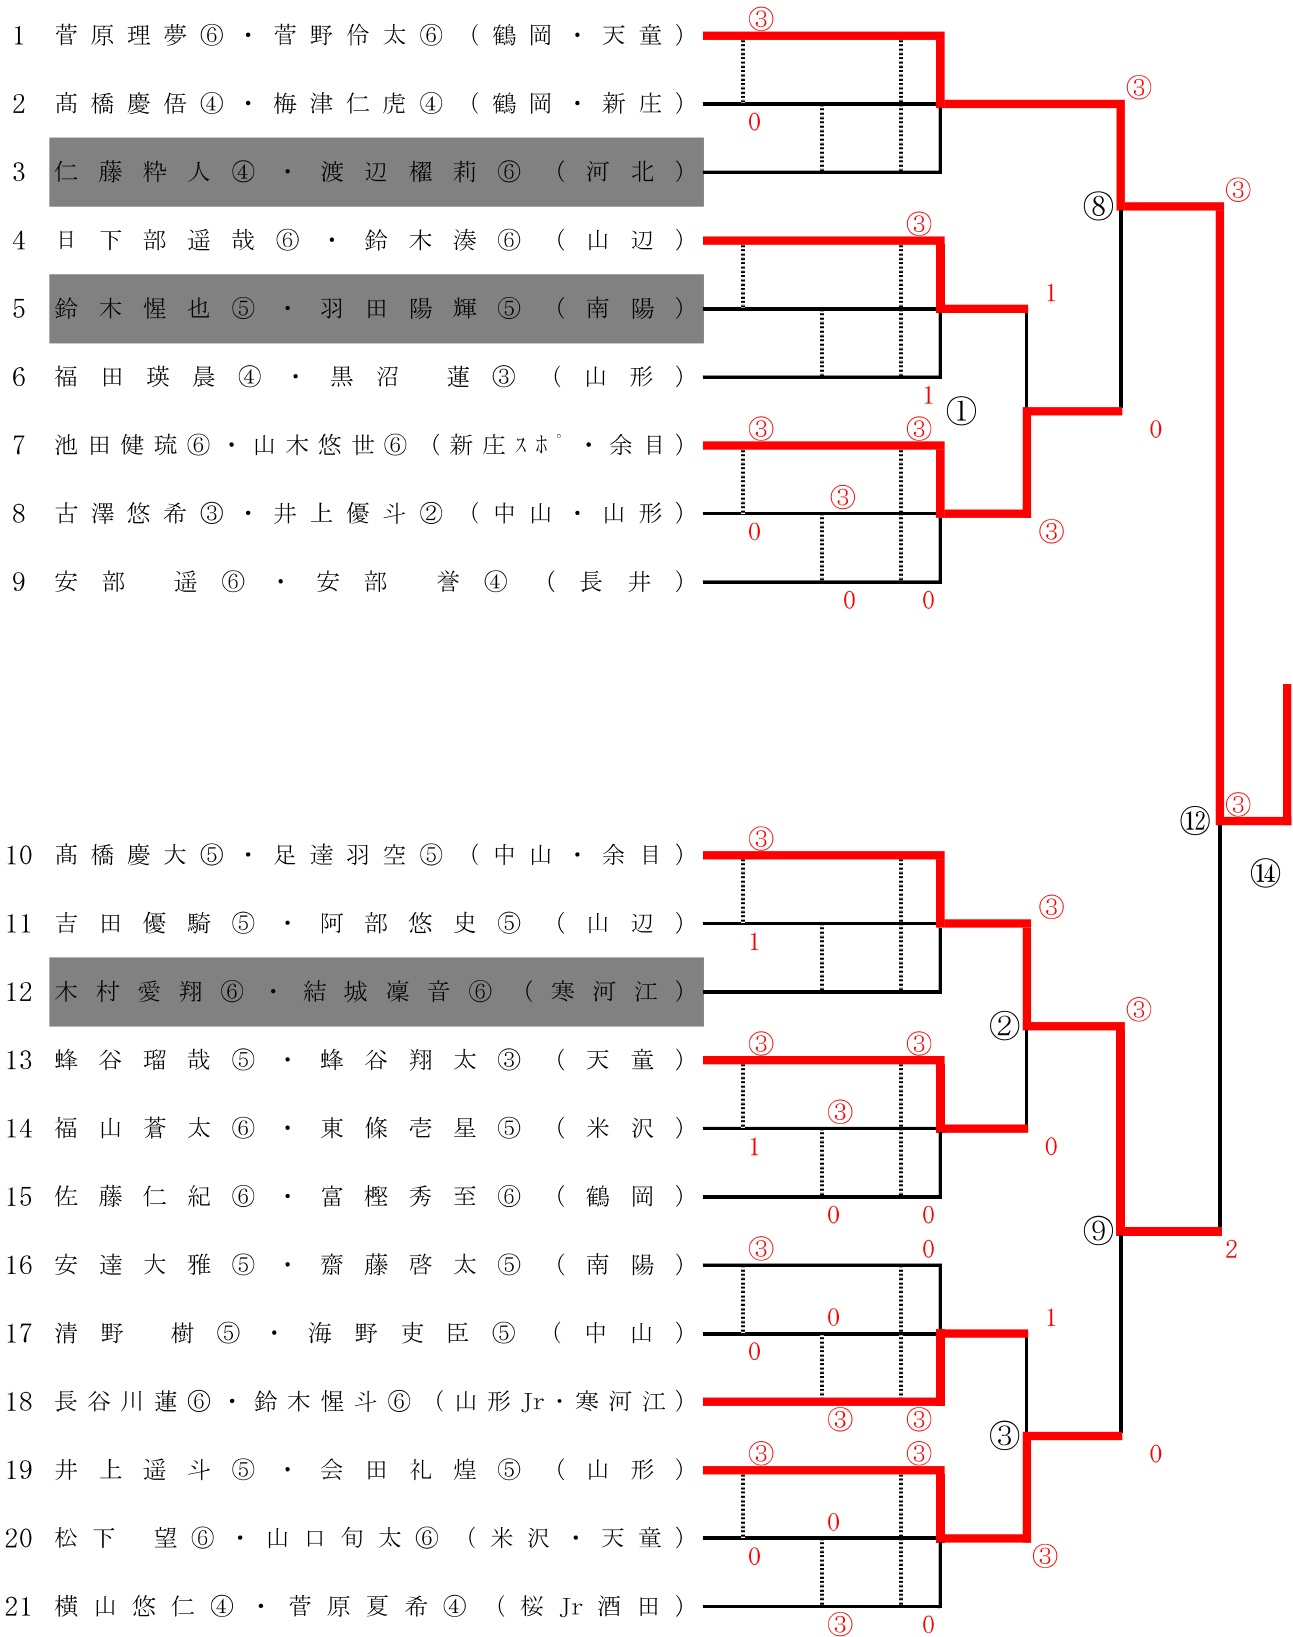 ③
1 菅原理夢⑥・菅野伶太⑥(鶴岡・天童)
③
2 髙橋慶悟④・梅津仁虎④(鶴岡・新庄)
0
3 仁藤粋人④・渡辺櫂莉⑥(河北)
③
⑧
③
4 日下部遥哉⑥・鈴木湊⑥(山辺)
1
5 鈴木惺也⑤・羽田陽輝⑤(南陽)
6 福田瑛晨④・黒沼 蓮③(山形)
1
①
③ ③ 0
7 池田健琉⑥・山木悠世⑥(新庄スポ・余目)
③
8 古澤悠希③・井上優斗②(中山・山形)
0 ③
9 安部 遥⑥・安部 誉④(長井)
0 0
③
⑫
③
10 髙橋慶大⑤・足達羽空⑤(中山・余目)
⑭
③
11 吉田優騎⑤・阿部悠史⑤(山辺)
1
12 木村愛翔⑥・結城凜音⑥(寒河江)
③
②
③ ③
13 蜂谷瑠哉⑤・蜂谷翔太③(天童)
③
14 福山蒼太⑥・東條壱星⑤(米沢)
1 0
15 佐藤仁紀⑥・富樫秀至⑥(鶴岡)
0 0
⑨
③ 0 2
16 安達大雅⑤・齋藤啓太⑤(南陽)
0 1
17 清野 樹⑤・海野吏臣⑤(中山)
0
18 長谷川蓮⑥・鈴木惺斗⑥(山形Jr・寒河江)
③ ③
③
③ ③ 0
19 井上遥斗⑤・会田礼煌⑤(山形)
0
20 松下 望⑥・山口旬太⑥(米沢・天童)
0 ③
21 横山悠仁④・菅原夏希④(桜Jr酒田)
③ 0